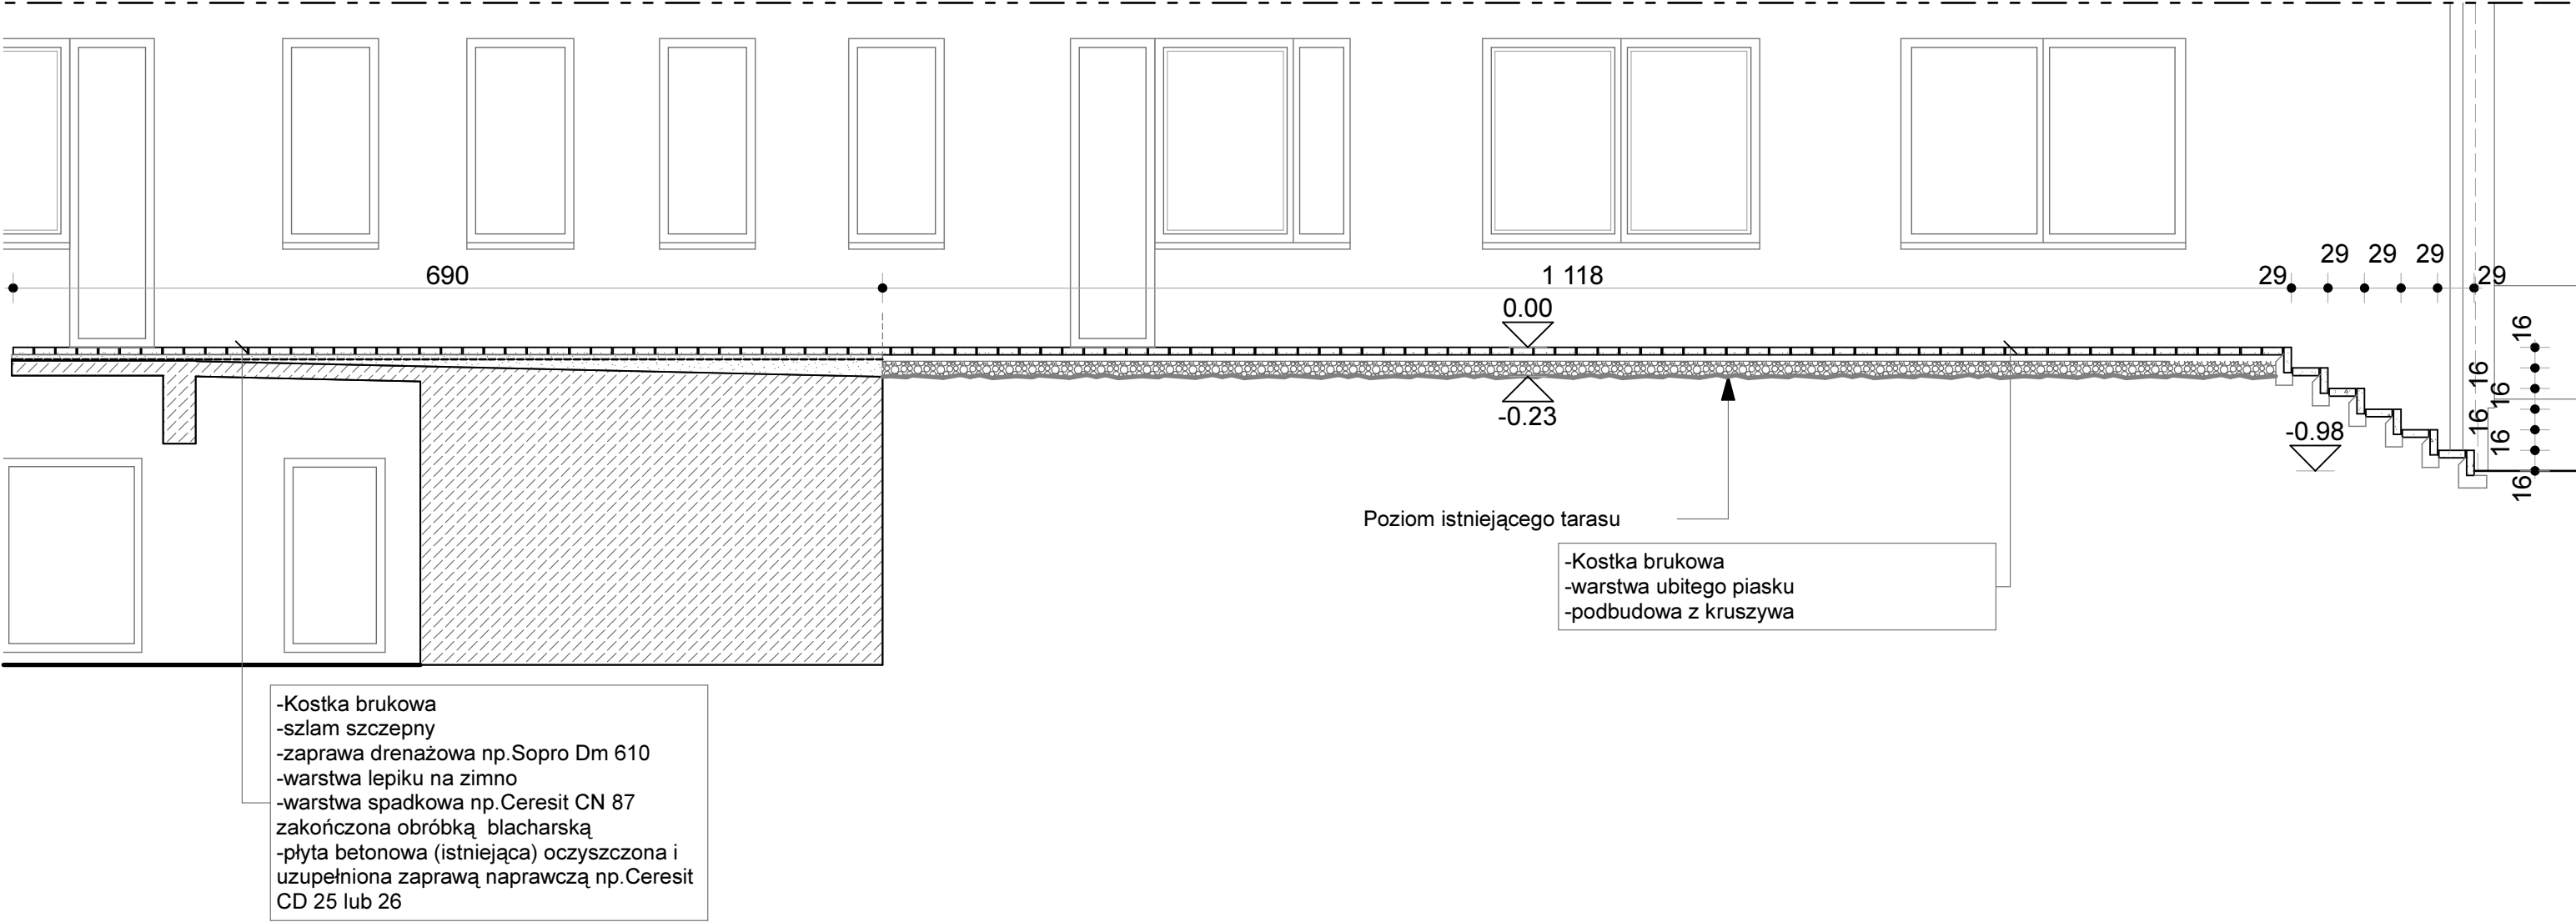 29 29 29
690
1 118
29
29
0.00
16
-0.23
16
16
16
16
-0.98
16
Poziom istniejącego tarasu
-Kostka brukowa
-warstwa ubitego piasku
-podbudowa z kruszywa
-Kostka brukowa
-szlam szczepny
-zaprawa drenażowa np.Sopro Dm 610
-warstwa lepiku na zimno
-warstwa spadkowa np.Ceresit CN 87
zakończona obróbką  blacharską
-płyta betonowa (istniejąca) oczyszczona i
uzupełniona zaprawą naprawczą np.Ceresit
CD 25 lub 26